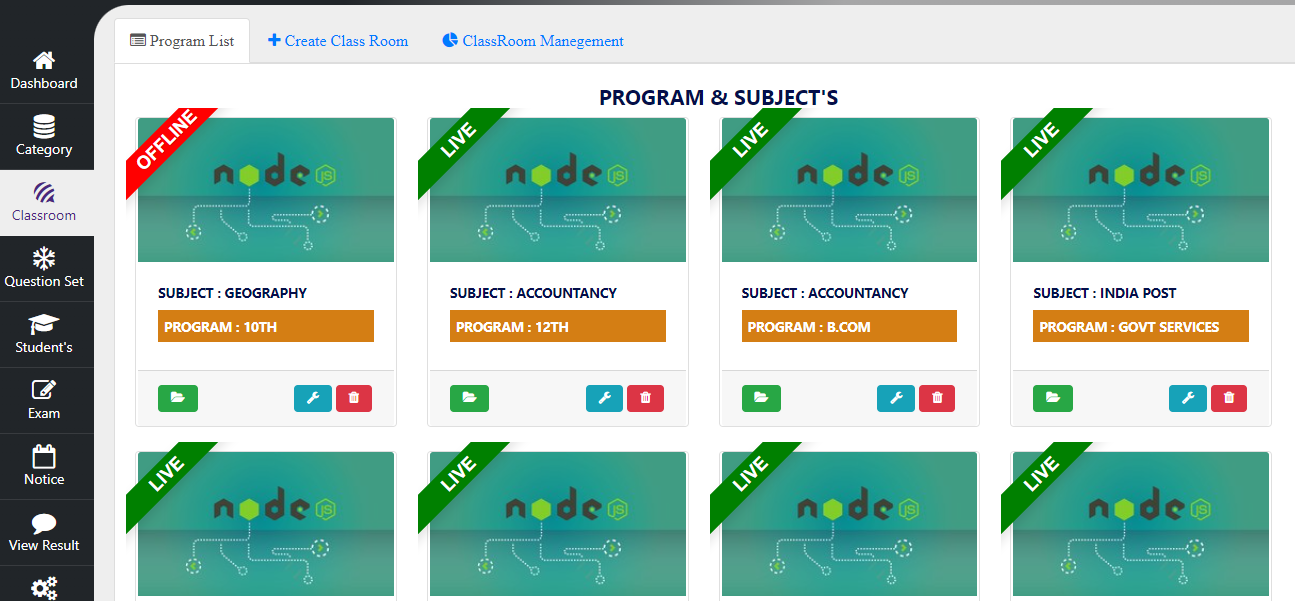 Program List
Create Class Room
ClassRoom Manegement
Dashboard
Category
Classroom
Question Set
Student's
Exam
Notice
View Result
PROGRAM & SUBJECT'S
OFFLINE
node JS
SUBJECT : GEOGRAPHY
PROGRAM : 10TH
LIVE
node JS
SUBJECT : ACCOUNTANCY
PROGRAM : 12TH
LIVE
node JS
SUBJECT : ACCOUNTANCY
PROGRAM : B.COM
LIVE
node JS
SUBJECT : INDIA POST
PROGRAM : GOVT SERVICES
LIVE
node JS
LIVE
node JS
LIVE
node JS
LIVE
node JS